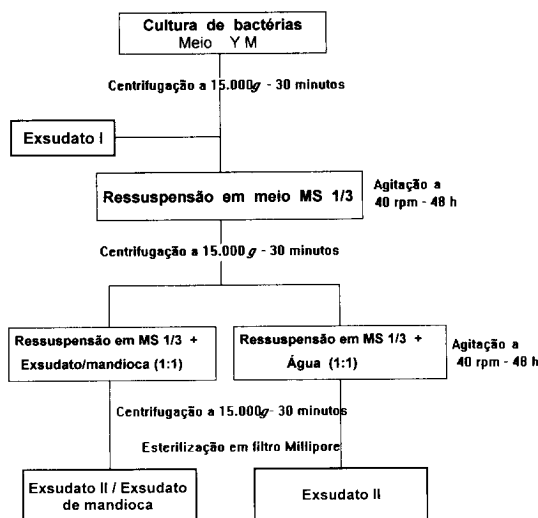 Cultura de bactérias
Meio Y M
Centrifugação a 15.000g - 30 minutos
Exsudato I
Ressuspensão em meio MS 1/3
Agitação a
40 rpm - 48 h
Centrifugação a 15.000g - 30 minutos
Ressuspensão em MS 1/3 +
Exsudato/mandioca (1:1)
Ressuspensão em MS 1/3 +
Água (1:1)
Agitação a
40 rpm - 48 h
Centrifugação a 15.000g- 30 minutos
Esterilização em filtro Millipore
Exsudato II / Exsudato
de mandioca
Exsudato II